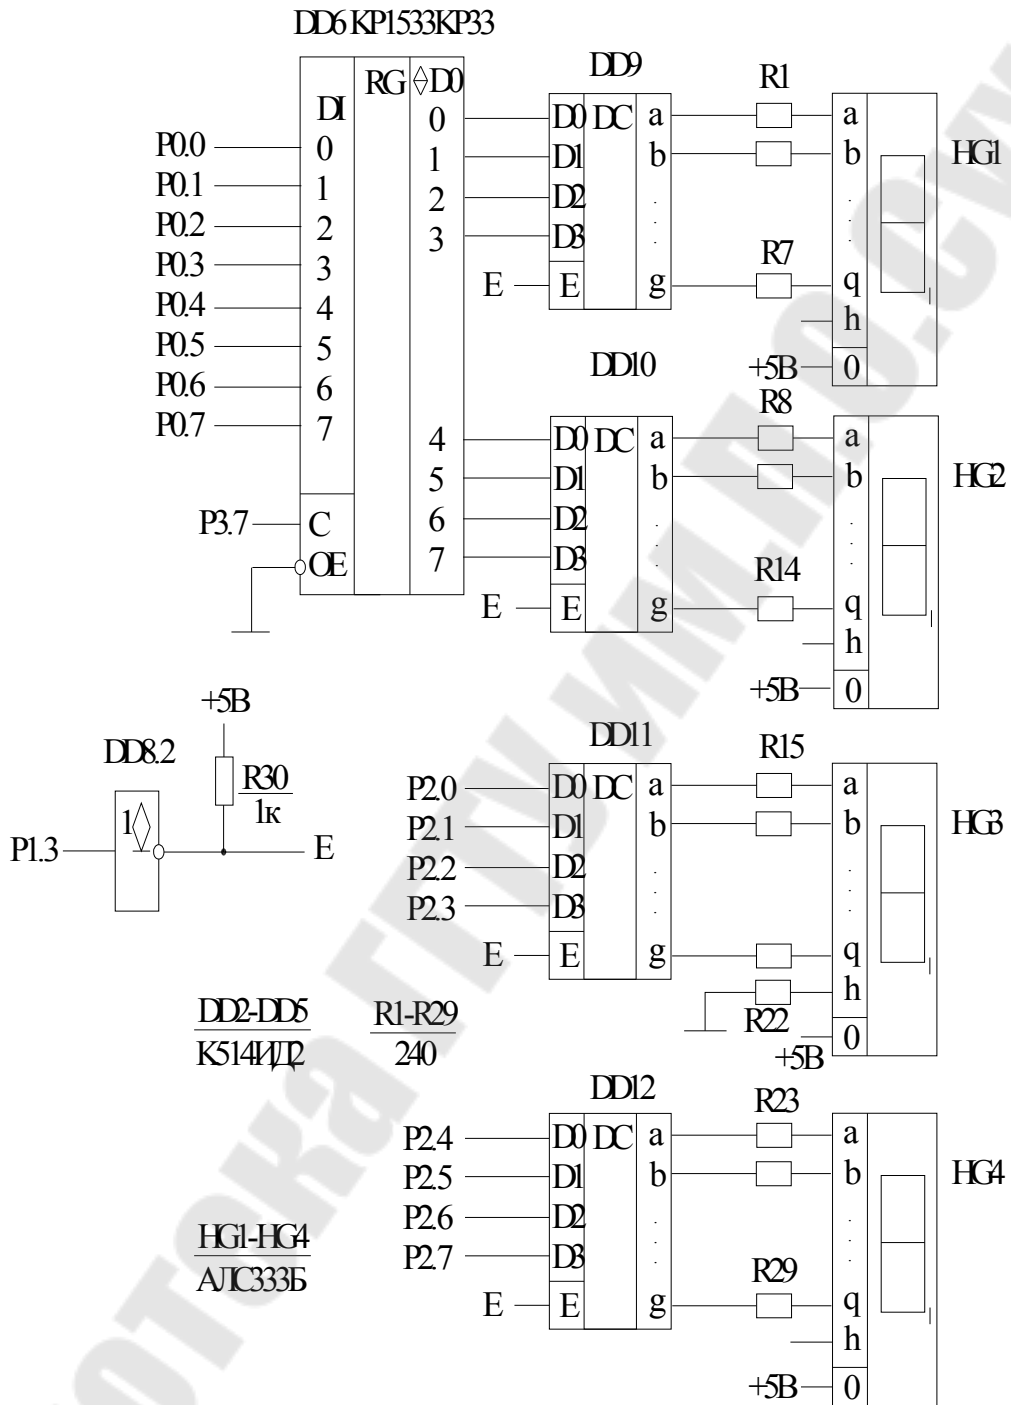 DD6 KP1533KP33
RG
D0
DI
0
1
2
3
4
5
6
7
C
OE
0
1
2
3
4
5
6
7
P0.0
P0.1
P0.2
P0.3
P0.4
P0.5
P0.6
P0.7
P3.7
DD9
D0 DC a
D1 b
D2
D3
E E g
R1
R7
a
b
q
h
+5В 0
HG1
DD10
D0 DC a
D1 b
D2
D3
E E g
R8
R14
a
b
q
h
+5В 0
HG2
+5В
DD8.2
R30
1к
P1.3
1
E
DD11
P2.0 D0 DC a
P2.1 D1 b
P2.2 D2
P2.3 D3
E E g
R15
R22
a
b
q
h
+5В 0
HG3
DD2-DD5
К514ИД2
R1-R29
240
DD12
P2.4 D0 DC a
P2.5 D1 b
P2.6 D2
P2.7 D3
E E g
R23
R29
a
b
q
h
+5В 0
HG4
HG1-HG4
АЛС333Б
отека ГГТУ им. П.О.Су